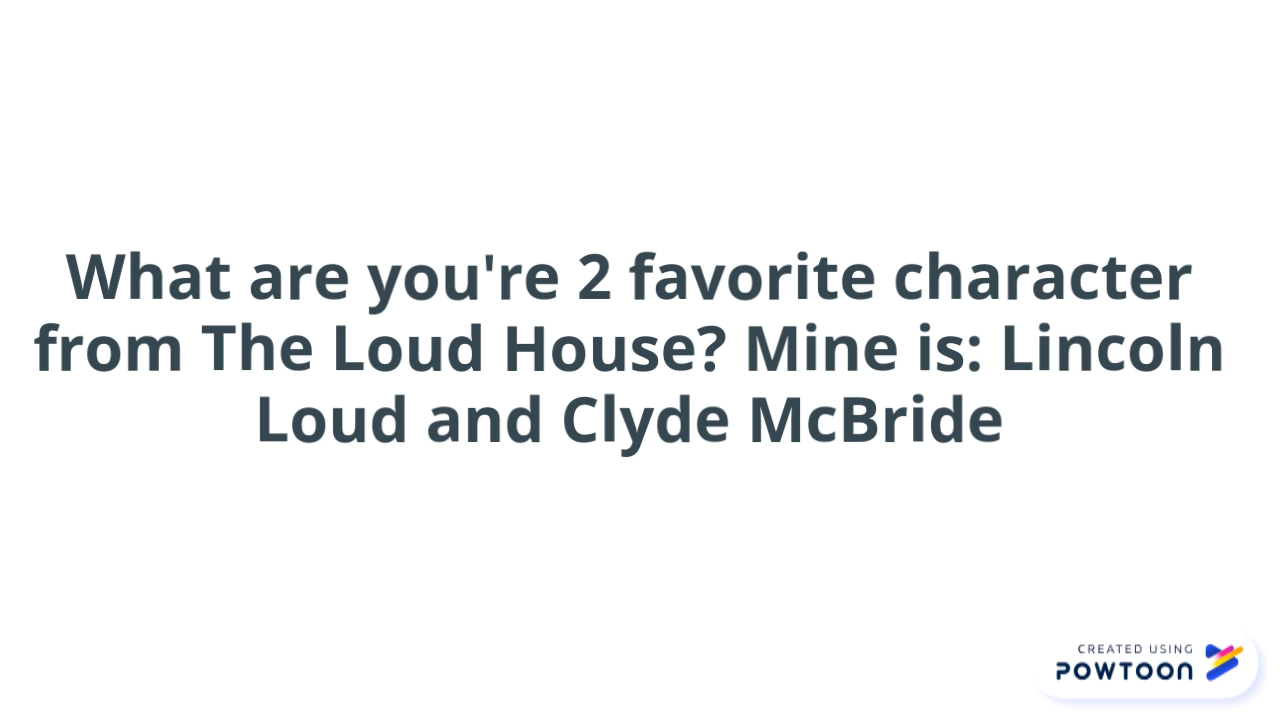 What are you're 2 favorite character
from The Loud House? Mine is: Lincoln
Loud and Clyde McBride
CREATED USING
POWTOON